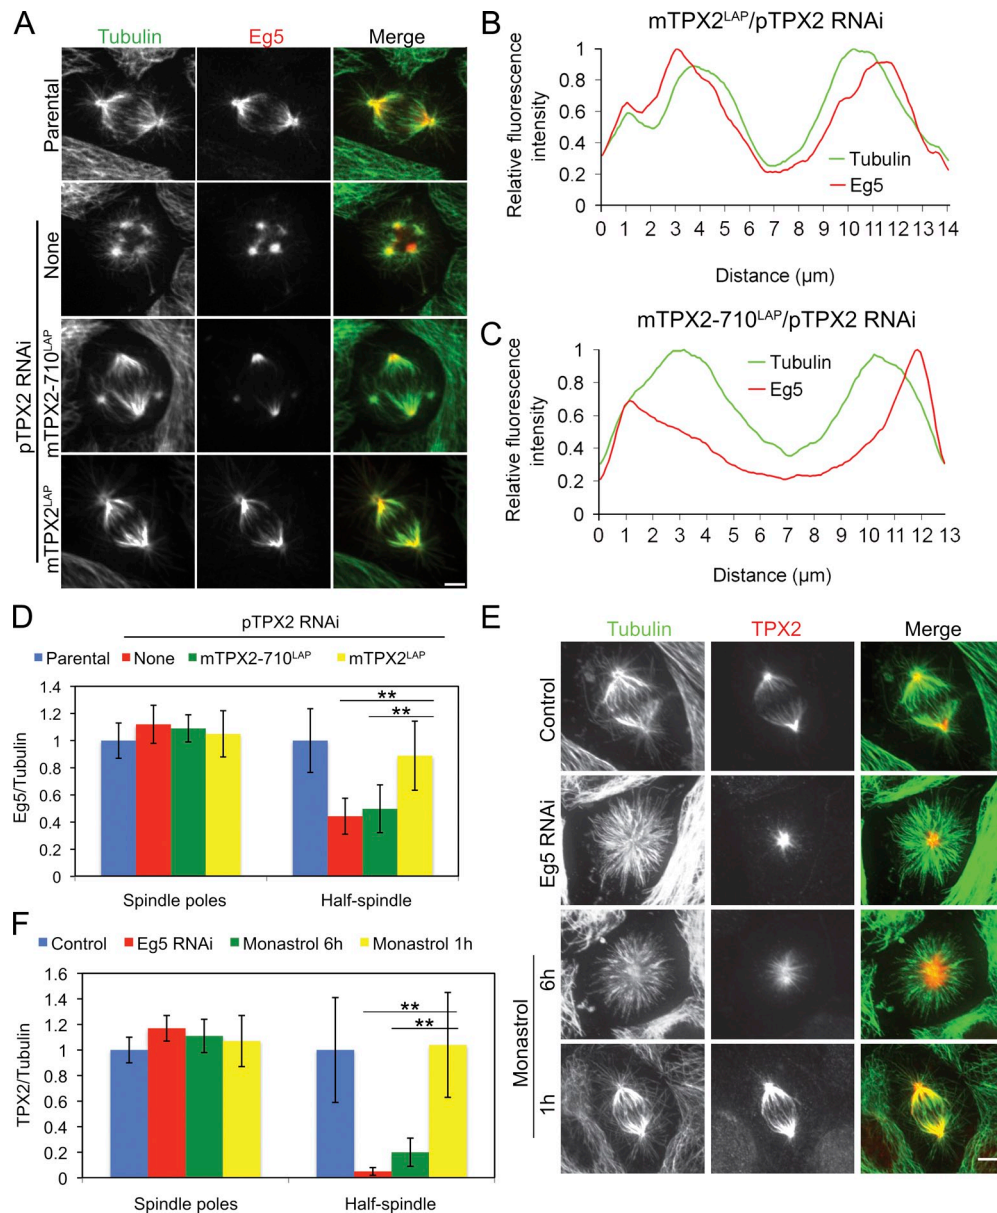 A
Tubulin Eg5 Merge
Parental
pTPX2 RNAi
None
mTPX2-710ᴸᴬᴾ
mTPX2ᴸᴬᴾ
B
mTPX2ᴸᴬᴾ/pTPX2 RNAi
Relative fluorescence
intensity
1
0.8
0.6
0.4
0.2
0
Tubulin
Eg5
0 1 2 3 4 5 6 7 8 9 10 11 12 13 14
Distance (µm)
C
mTPX2-710ᴸᴬᴾ/pTPX2 RNAi
Relative fluorescence
intensity
1
0.8
0.6
0.4
0.2
0
Tubulin
Eg5
0 1 2 3 4 5 6 7 8 9 10 11 12 13
Distance (µm)
D
pTPX2 RNAi
Parental None mTPX2-710ᴸᴬᴾ mTPX2ᴸᴬᴾ
Eg5/Tubulin
1.4
1.2
1
0.8
0.6
0.4
0.2
0
**
**
Spindle poles Half-spindle
E
Tubulin TPX2 Merge
Control
Eg5 RNAi
Monastrol
6h
1h
F
Control Eg5 RNAi Monastrol 6h Monastrol 1h
TPX2/Tubulin
1.6
1.4
1.2
1
0.8
0.6
0.4
0.2
0
**
**
Spindle poles Half-spindle